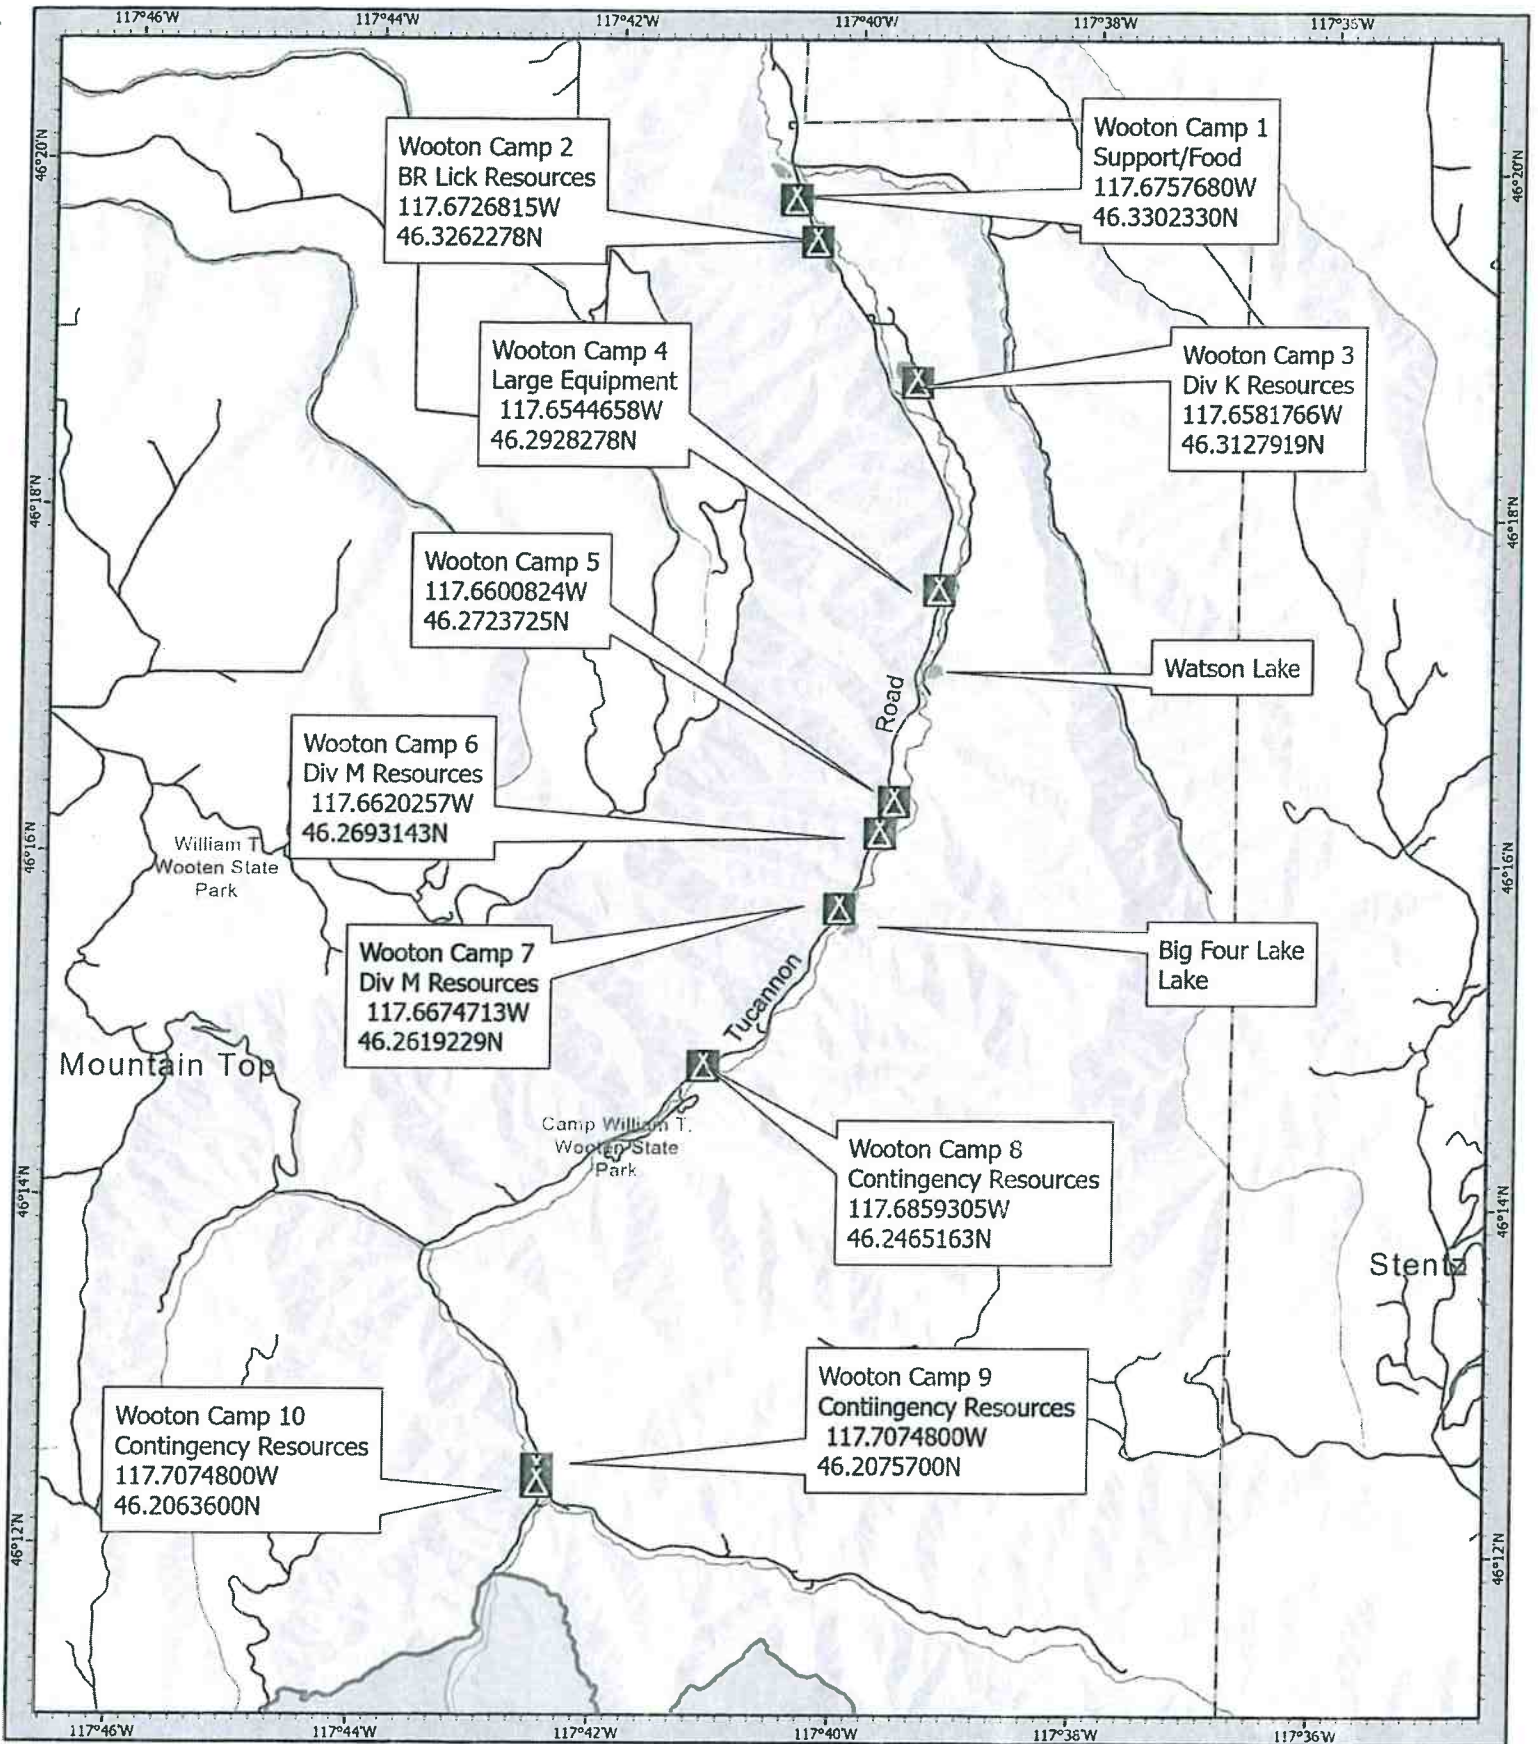 117°46'W
117°44'W
117°42'W
117°40'W
117°38'W
117°35'W
46°20'N
46°18'N
46°16'N
46°14'N
46°12'N
46°20'N
46°18'N
46°16'N
46°14'N
46°12'N
Wooton Camp 1
Support/Food
117.6757680W
46.3302330N
Wooton Camp 2
BR Lick Resources
117.6726815W
46.3262278N
Wooton Camp 4
Large Equipment
117.6544658W
46.2928278N
Wooton Camp 3
Div K Resources
117.6581766W
46.3127919N
Wooton Camp 5
117.6600824W
46.2723725N
Watson Lake
Road
Wooton Camp 6
Div M Resources
117.6620257W
46.2693143N
William T.
Wooten State
Park
Wooton Camp 7
Div M Resources
117.6674713W
46.2619229N
Big Four Lake
Lake
Tucannon
Mountain Top
Camp William T.
Wooten State
Park
Wooton Camp 8
Contingency Resources
117.6859305W
46.2465163N
Stentz
Wooton Camp 9
Contiingency Resources
117.7074800W
46.2075700N
Wooton Camp 10
Contingency Resources
117.7074800W
46.2063600N
117°46'W
117°44'W
117°42'W
117°40'W
117°38'W
117°36'W